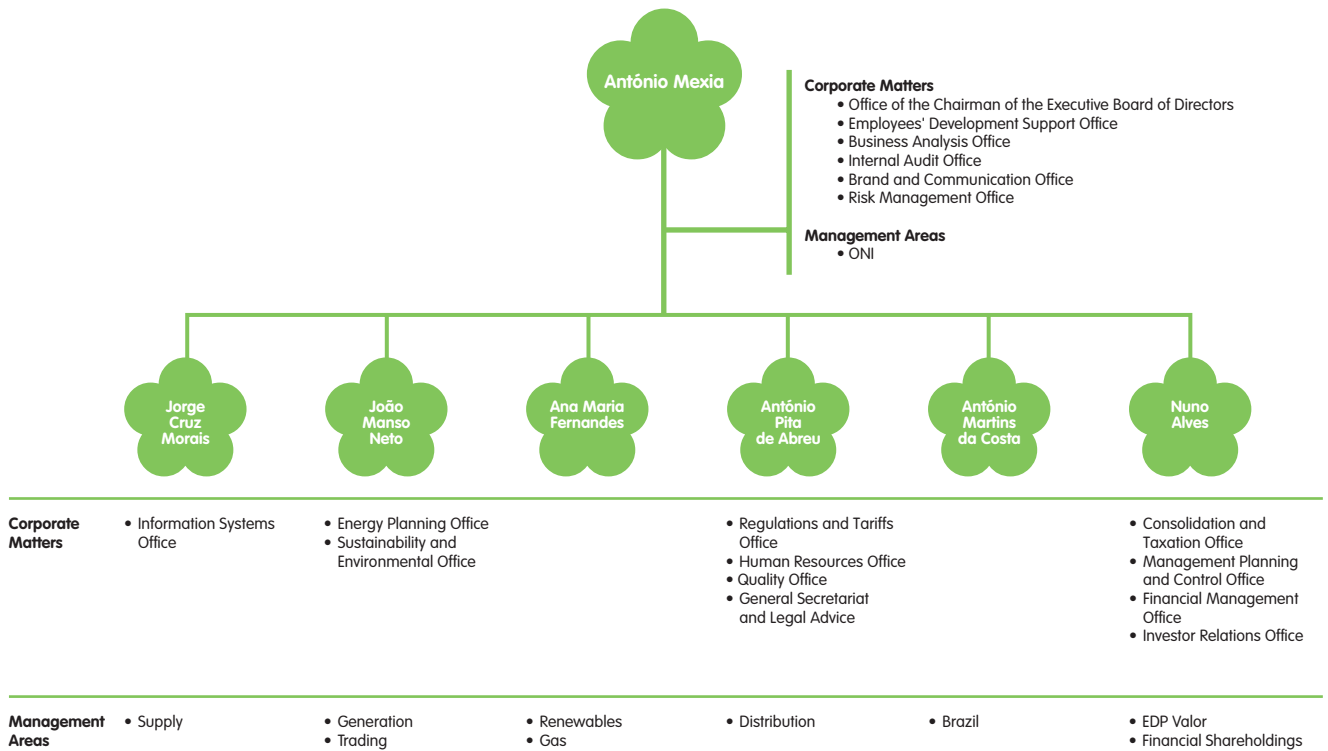 António Mexia
Corporate Matters
• Office of the Chairman of the Executive Board of Directors
• Employees' Development Support Office
• Business Analysis Office
• Internal Audit Office
• Brand and Communication Office
• Risk Management Office
Management Areas
• ONI
Jorge
Cruz
Morais
João
Manso
Neto
Ana Maria
Fernandes
António
Pita
de Abreu
António
Martins
da Costa
Nuno
Alves
Corporate
Matters
• Information Systems
Office
• Energy Planning Office
• Sustainability and
Environmental Office
• Regulations and Tariffs
Office
• Human Resources Office
• Quality Office
• General Secretariat
and Legal Advice
• Consolidation and
Taxation Office
• Management Planning
and Control Office
• Financial Management
Office
• Investor Relations Office
Management
Areas
• Supply
• Generation
• Trading
• Renewables
• Gas
• Distribution
• Brazil
• EDP Valor
• Financial Shareholdings